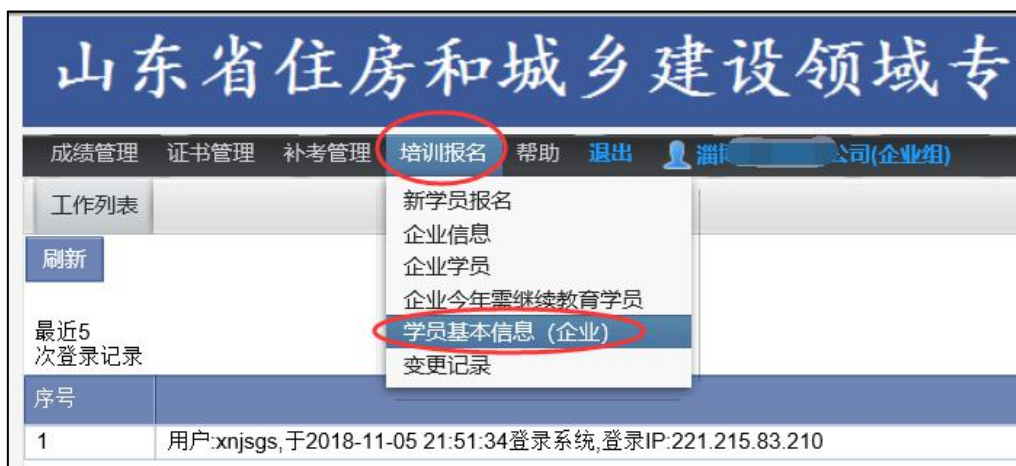 山东省住房和城乡建设领域专
成绩管理 证书管理 补考管理 培训报名 帮助 退出 淄 公司(企业组)
工作列表
新学员报名
企业信息
刷新
企业学员
企业今年需继续教育学员
学员基本信息 (企业)
变更记录
最近5
次登录记录
序号
1 用户:xnjsgs,于2018-11-05 21:51:34登录系统,登录IP:221.215.83.210